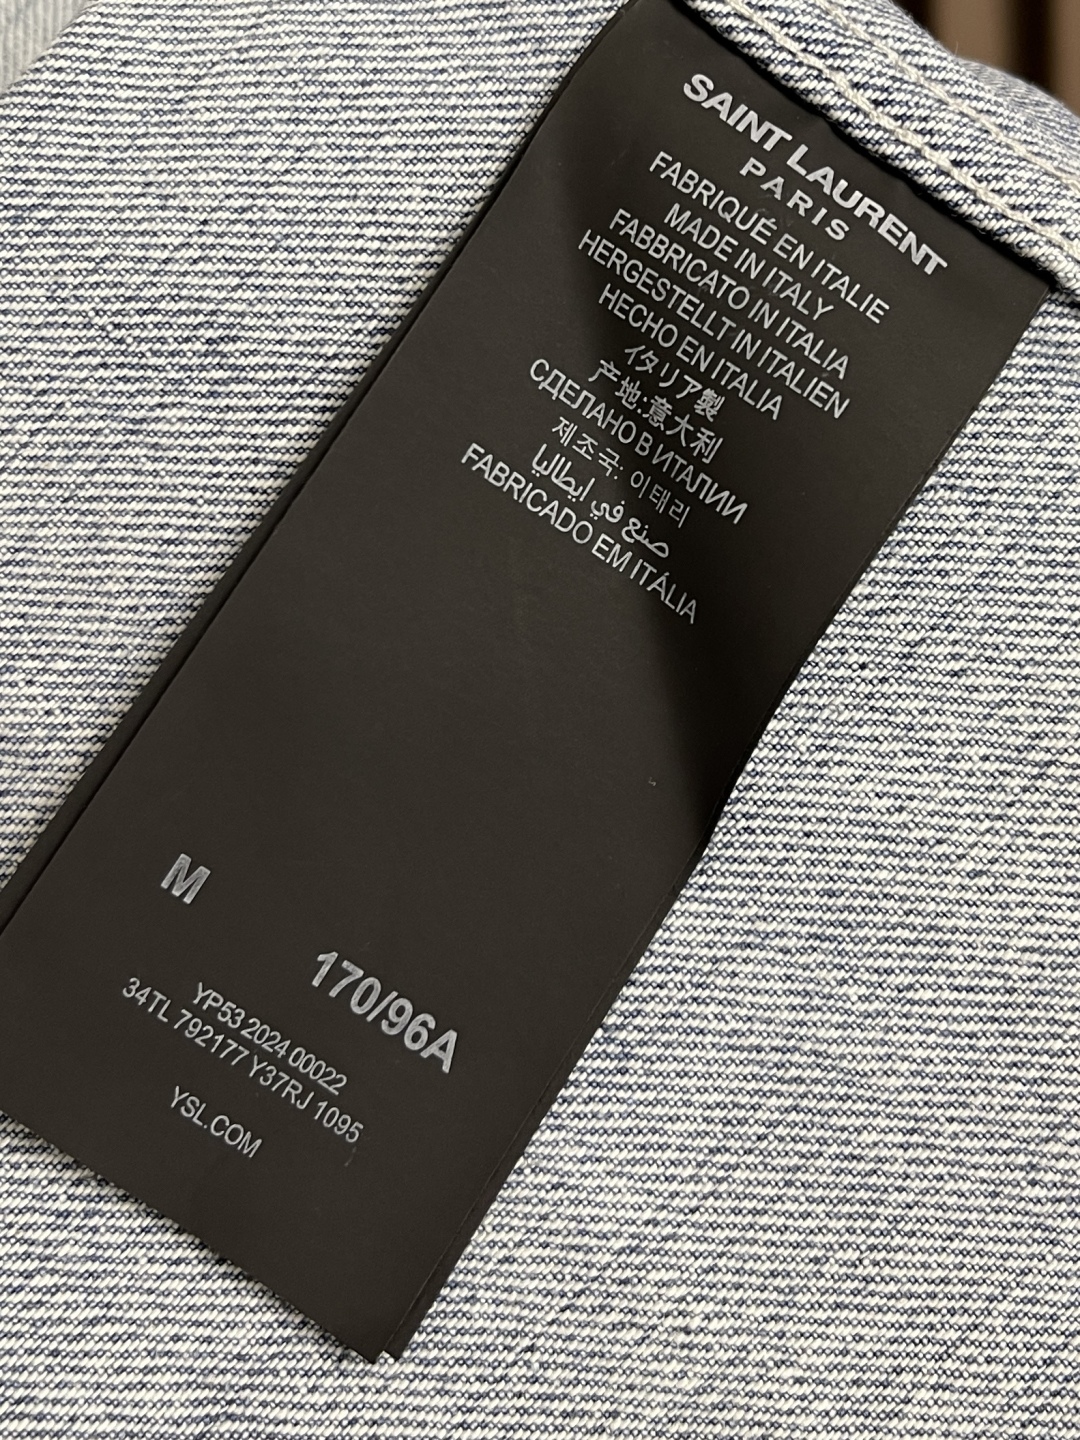 SAINT LAURENT
PARIS
FABRIQUÉ EN ITALIE
MADE IN ITALY
FABBRICATO IN ITALIA
HERGESTELLT IN ITALIEN
HECHO EN ITALIA
イタリア製
产地:意大利
СДЕЛАНО В ИТАЛИИ
제조국: 이태리
صنع في ايطاليا
FABRICADO EM ITÁLIA
M
170/96A
YP53 2024 00022
34TL 792177 Y37RJ 1095
YSL.COM